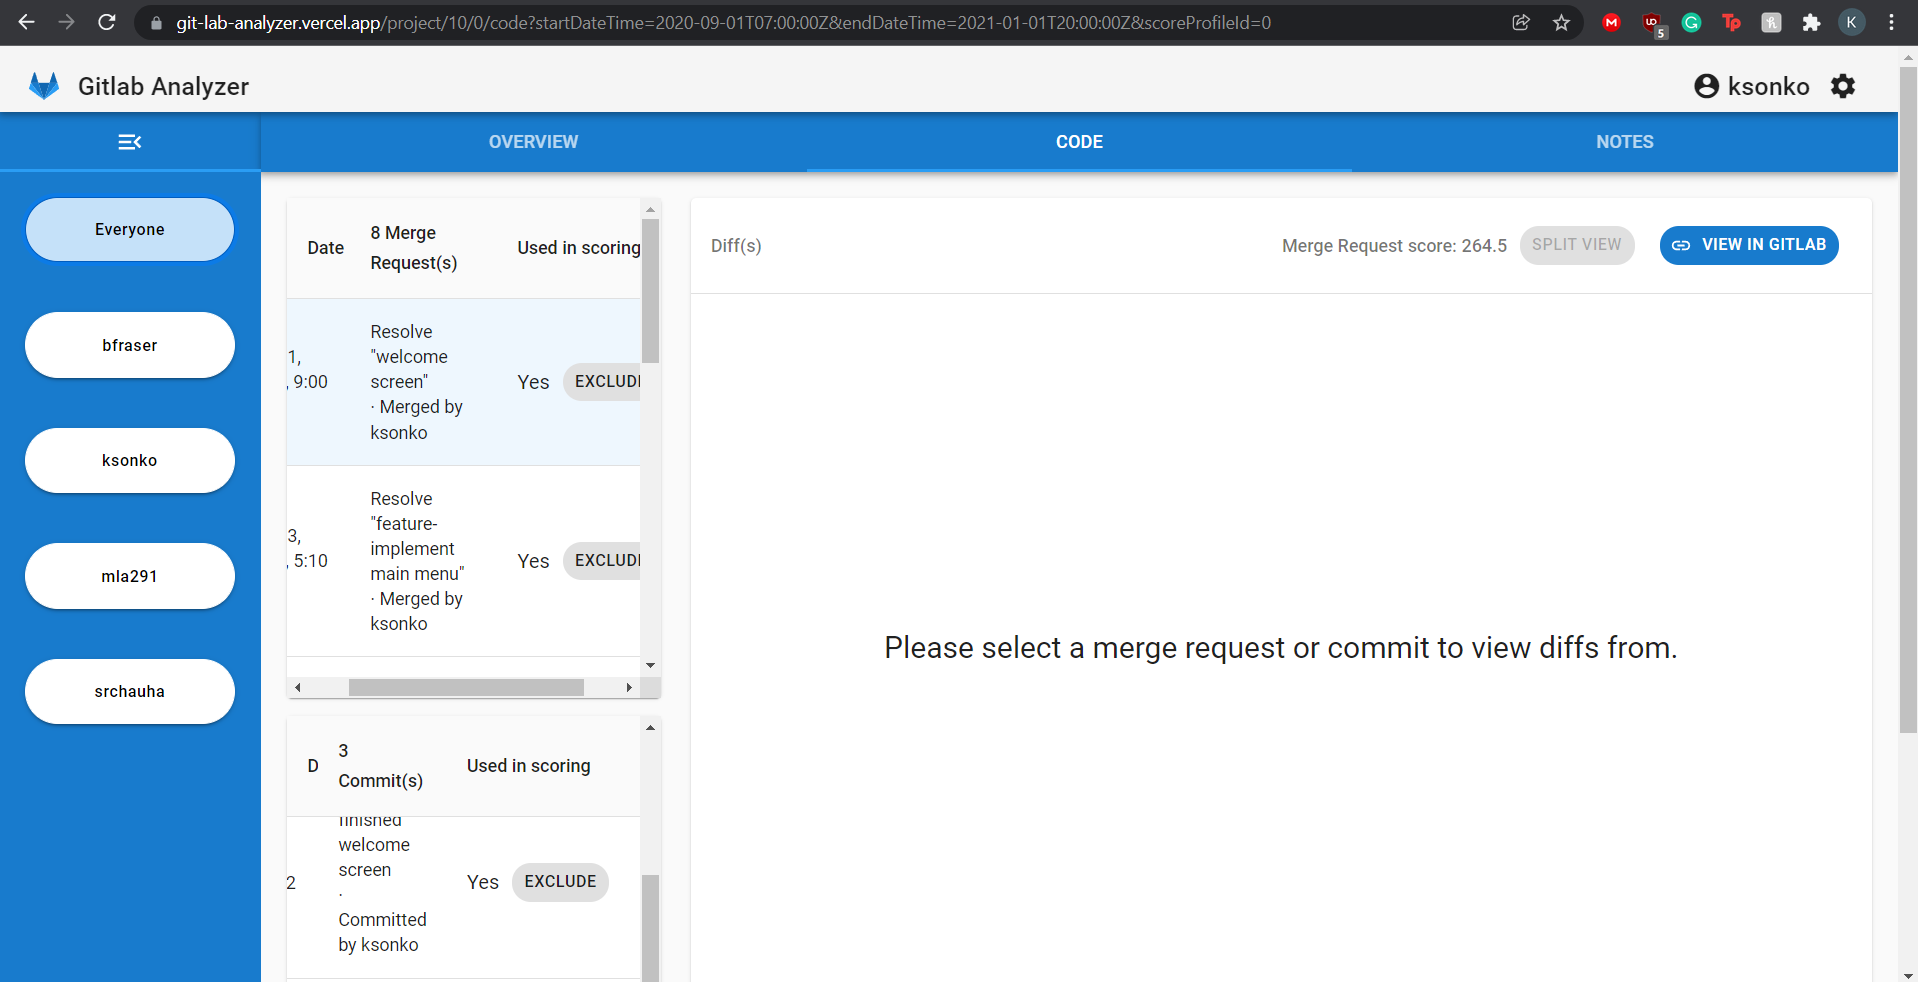 git-lab-analyzer.vercel.app/project/10/0/code?startDateTime=2020-09-01T07:00:00Z&endDateTime=2021-01-01T20:00:00Z&scoreProfileId=0
5
K
Gitlab Analyzer
ksonko
OVERVIEW
CODE
NOTES
Everyone
bfraser
ksonko
mla291
srchauha
Date
8 Merge
Request(s)
Used in scoring
1,
, 9:00
Resolve
"welcome
screen"
· Merged by
ksonko
Yes
EXCLUD
3,
, 5:10
Resolve
"feature-
implement
main menu"
· Merged by
ksonko
Yes
EXCLUD
D
3
Commit(s)
Used in scoring
2
finished
welcome
screen
·
Committed
by ksonko
Yes
EXCLUDE
Diff(s)
Merge Request score: 264.5
SPLIT VIEW
VIEW IN GITLAB
Please select a merge request or commit to view diffs from.